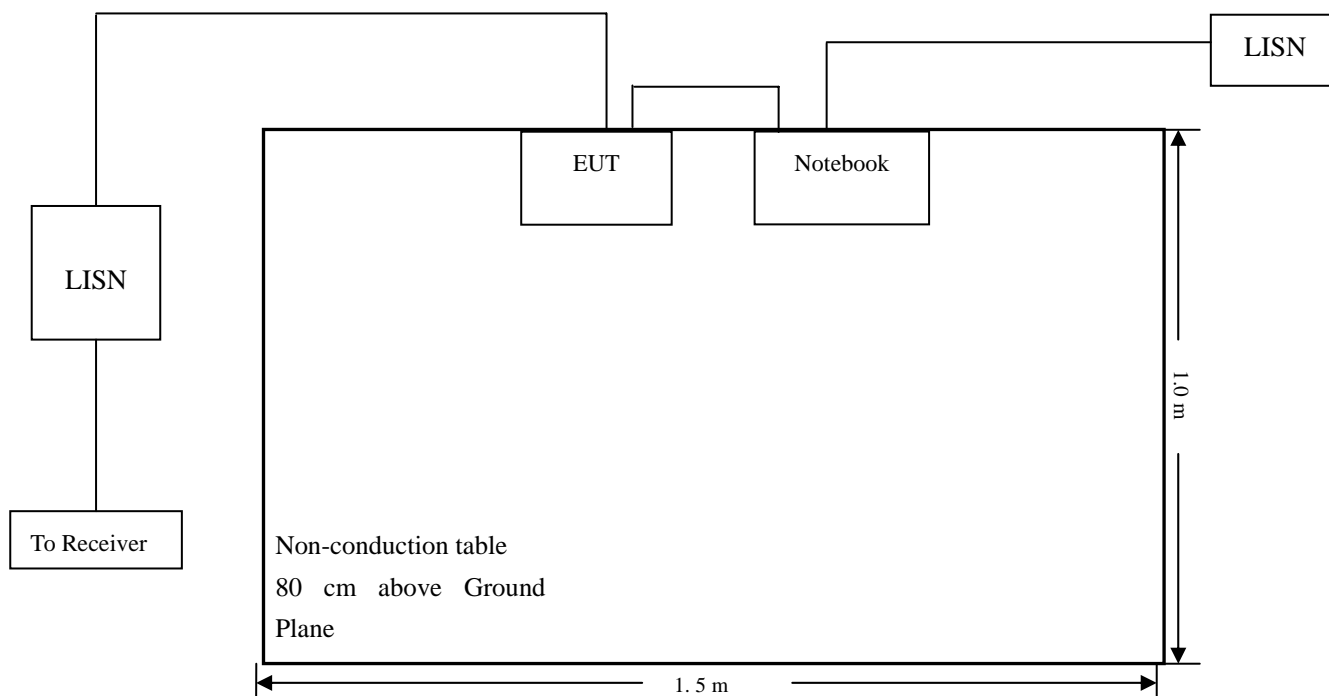 LISN
EUT
Notebook
LISN
1.0 m
To Receiver
Non-conduction table
80 cm above Ground
Plane
1. 5 m